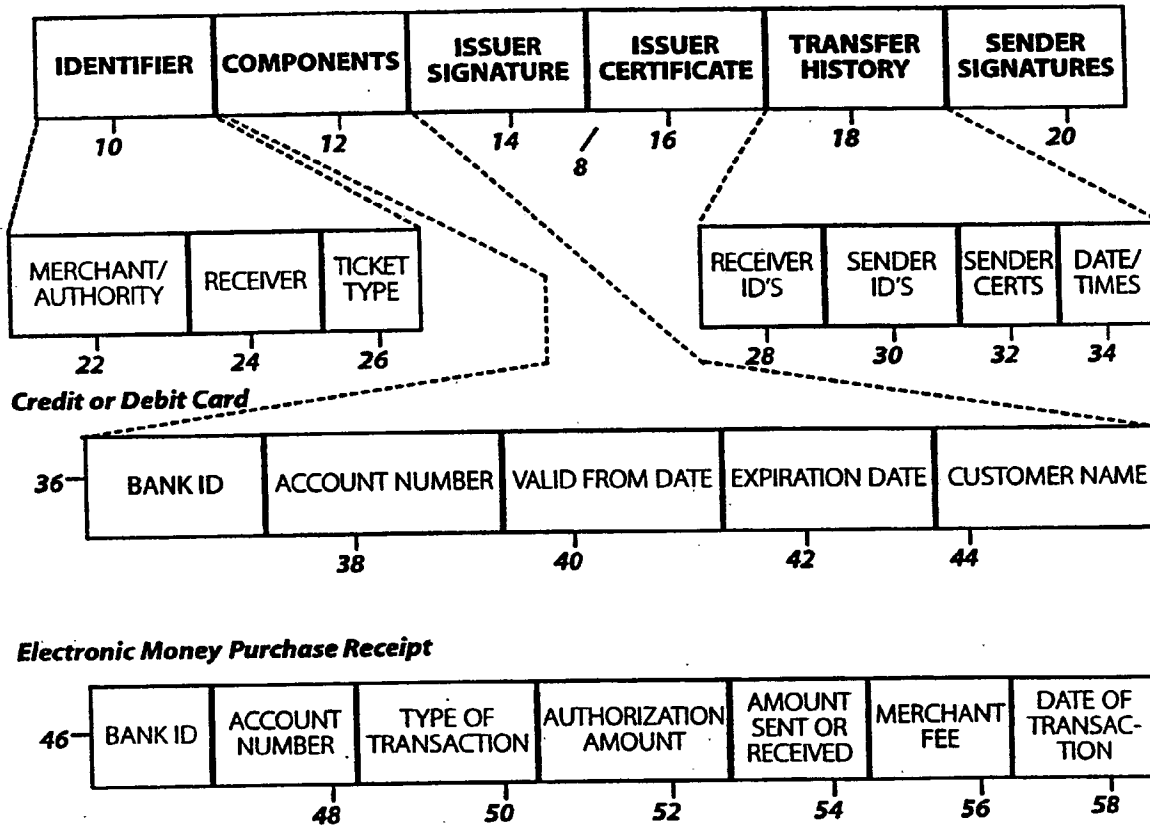 IDENTIFIER
COMPONENTS
ISSUER
SIGNATURE
ISSUER
CERTIFICATE
TRANSFER
HISTORY
SENDER
SIGNATURES
10
12
14
8
16
18
20
MERCHANT/
AUTHORITY
RECEIVER
TICKET
TYPE
RECEIVER
ID'S
SENDER
ID'S
SENDER
CERTS
DATE/
TIMES
22
24
26
28
30
32
34
Credit or Debit Card
36
BANK ID
ACCOUNT NUMBER
VALID FROM DATE
EXPIRATION DATE
CUSTOMER NAME
38
40
42
44
Electronic Money Purchase Receipt
46
BANK ID
ACCOUNT
NUMBER
TYPE OF
TRANSACTION
AUTHORIZATION
AMOUNT
AMOUNT
SENT OR
RECEIVED
MERCHANT
FEE
DATE OF
TRANSAC-
TION
48
50
52
54
56
58